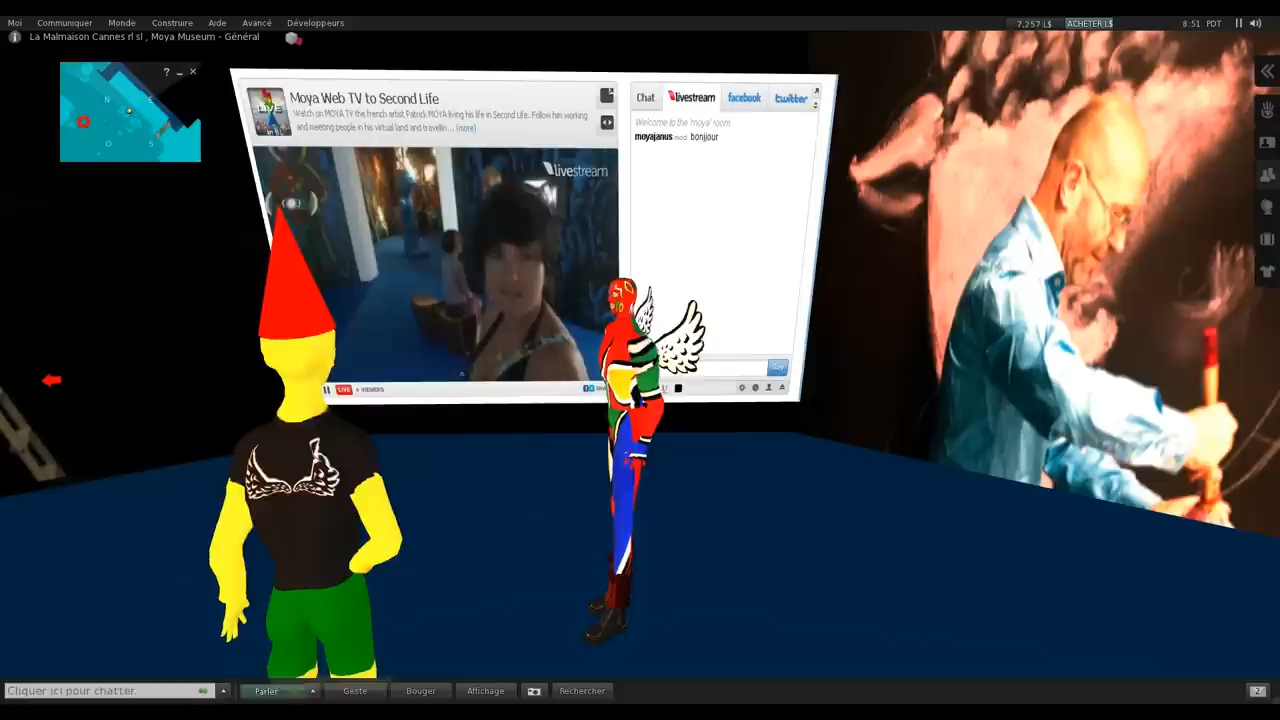 Moi Communiquer Monde Construire Aide Avancé Développeurs 7,257 L$ ACHETER L$ 8:51 PDT
La Malmaison Cannes rl sl , Moya Museum - Général
? _ ×
N E
O S
LIVE
Moya Web TV to Second Life
Watch on MOYA TV the french artist Patrick MOYA living his life in Second Life. Follow him working
and meeting people in his virtual land and travellin... (more)
livestream
LIVE 4 VIEWERS
Chat livestream facebook twitter
Welcome to the 'moya' room
moyajanus mod: bonjour
Say
Cliquer ici pour chatter. Parler Geste Bouger Affichage Rechercher 2